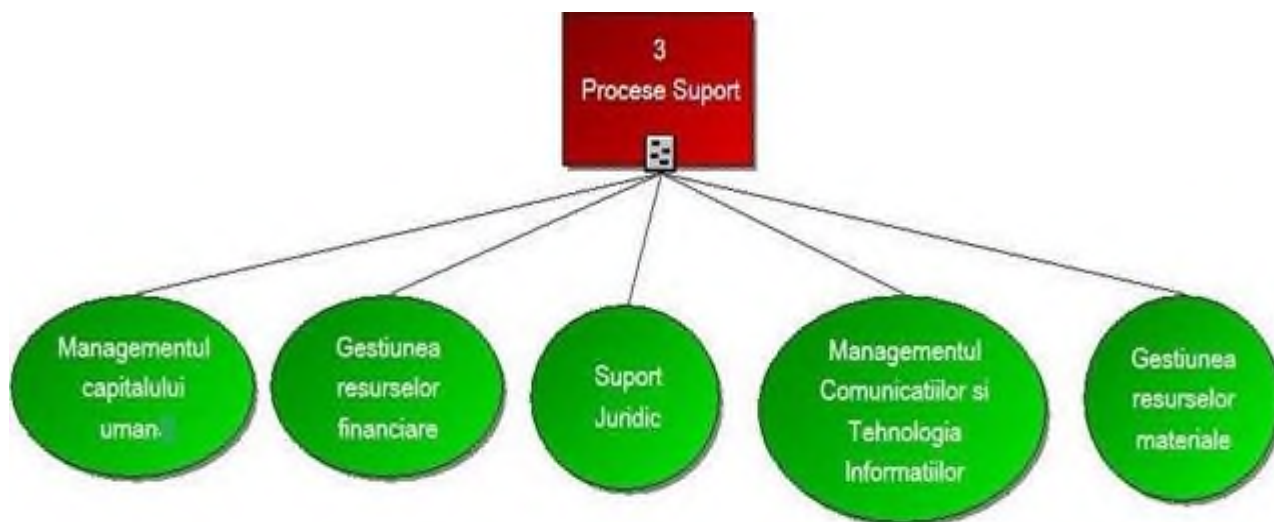 3
Procese Suport
Managementul
capitalului
uman
Gestiunea
resurselor
financiare
Suport
Juridic
Managementul
Comunicatiilor si
Tehnologia
Informatiilor
Gestiunea
resurselor
materiale